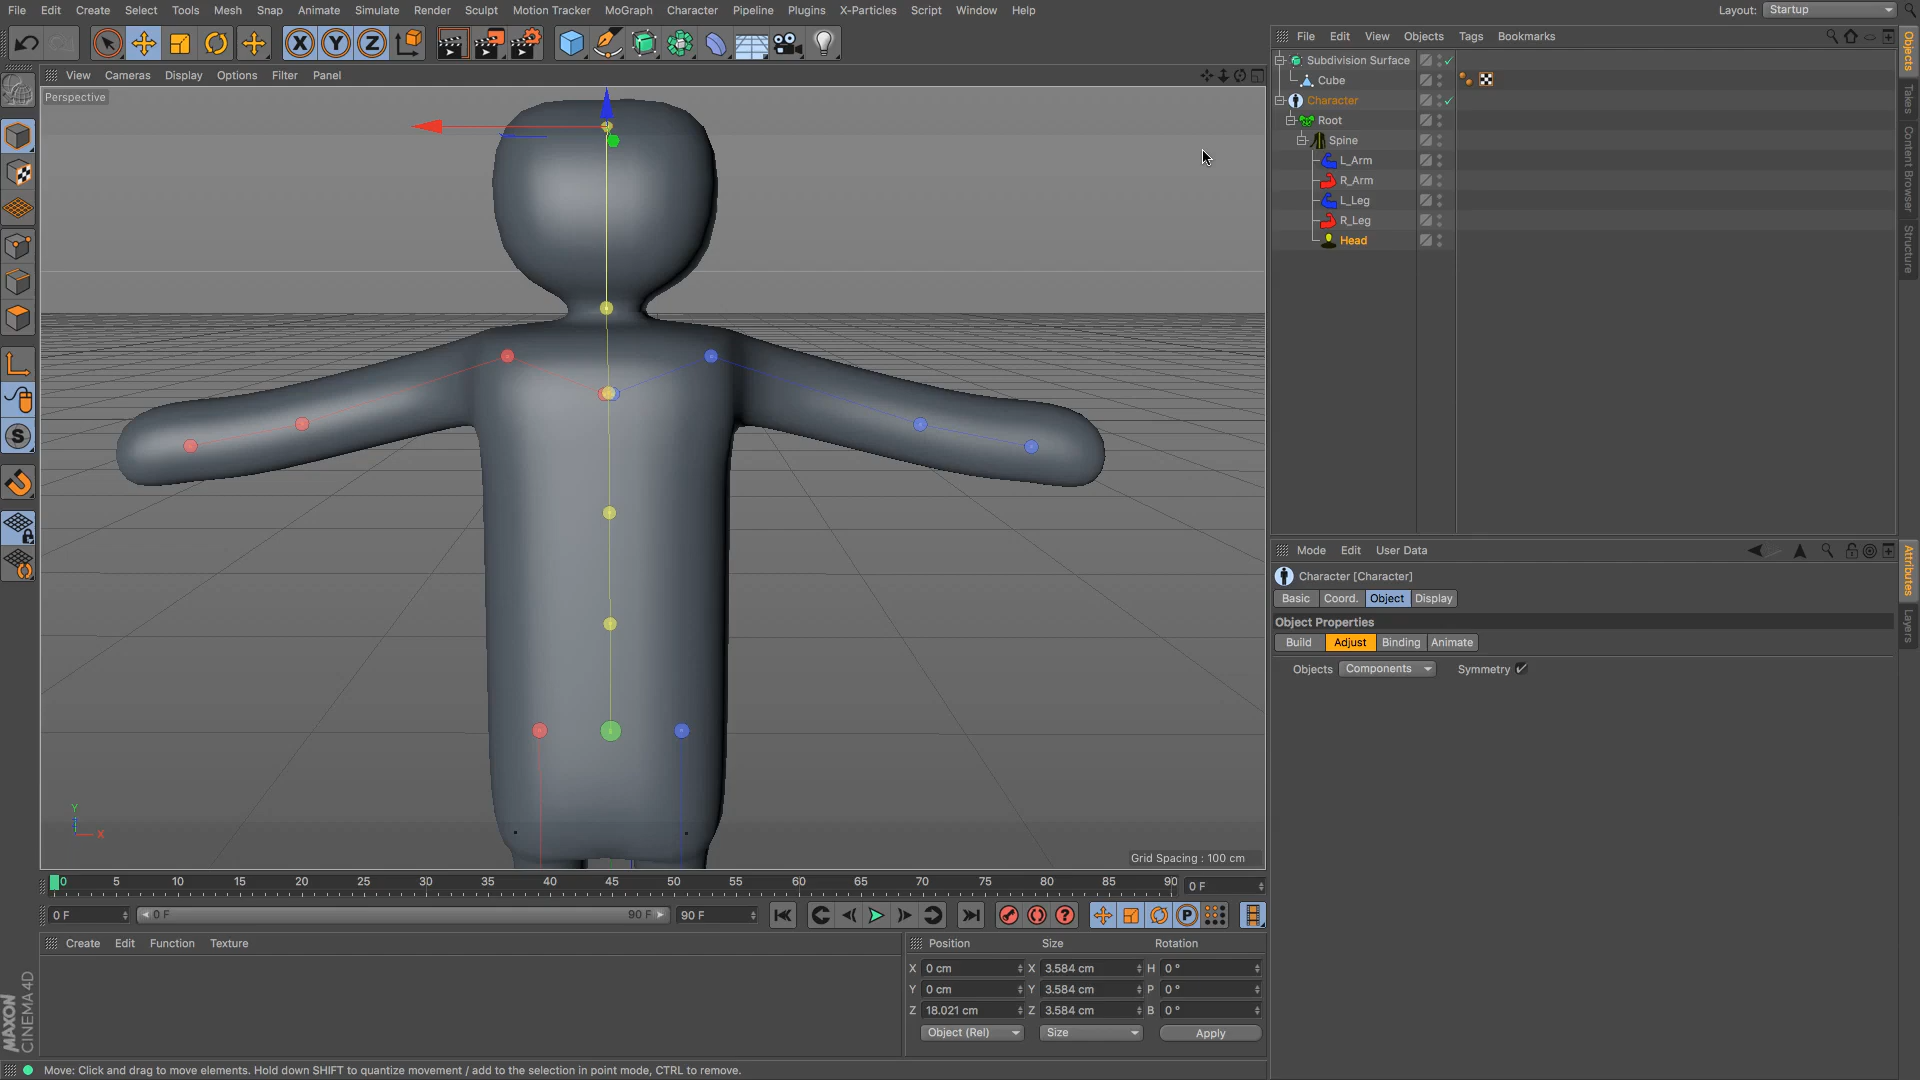 File Edit Create Select Tools Mesh Snap Animate Simulate Render Sculpt Motion Tracker MoGraph Character Pipeline Plugins X-Particles Script Window Help Layout: Startup
X Y Z
File Edit View Objects Tags Bookmarks
View Cameras Display Options Filter Panel
Perspective
Subdivision Surface
Cube
Character
Root
Spine
L_Arm
R_Arm
L_Leg
R_Leg
Head
Objects
Takes
Content Browser
Structure
S
Mode Edit User Data
Character [Character]
Basic Coord. Object Display
Object Properties
Build Adjust Binding Animate
Objects Components Symmetry
Attributes
Layers
Y
X
Grid Spacing : 100 cm
0 5 10 15 20 25 30 35 40 45 50 55 60 65 70 75 80 85 90 0 F
0 F 0 F 90 F 90 F ? P
Create Edit Function Texture
Position Size Rotation
X 0 cm X 3.584 cm H 0 °
Y 0 cm Y 3.584 cm P 0 °
Z 18.021 cm Z 3.584 cm B 0 °
Object (Rel) Size Apply
MAXON
CINEMA 4D
Move: Click and drag to move elements. Hold down SHIFT to quantize movement / add to the selection in point mode, CTRL to remove.